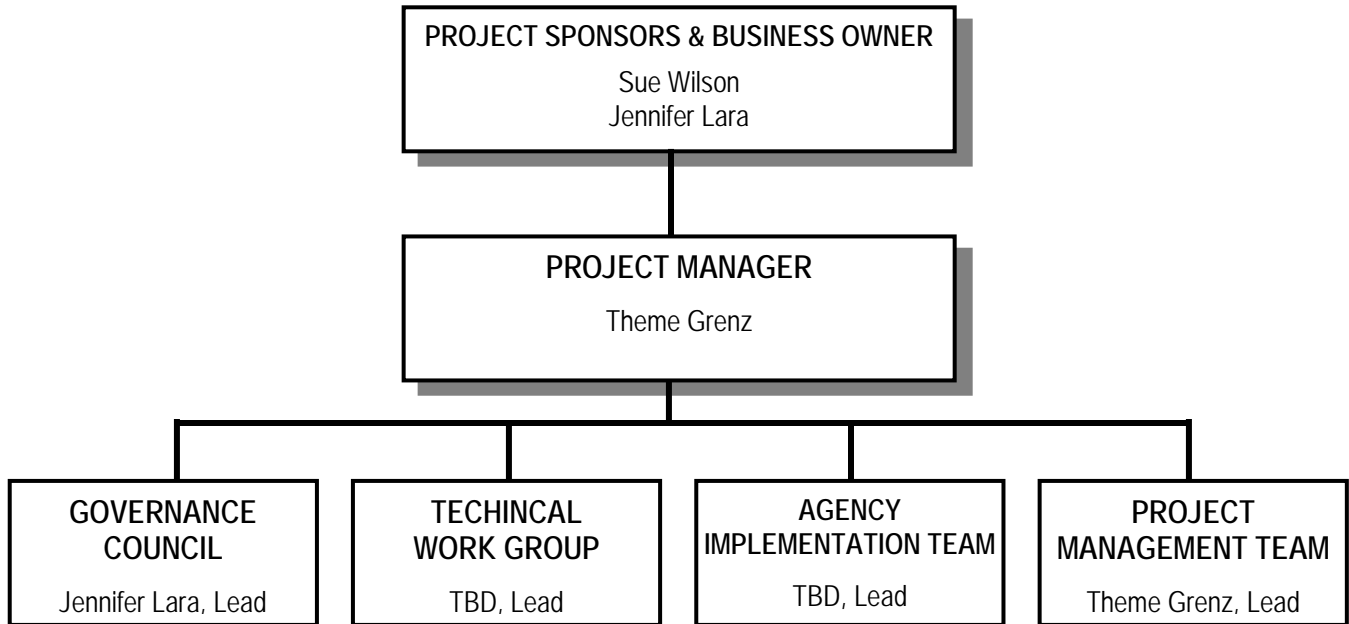 PROJECT SPONSORS & BUSINESS OWNER
Sue Wilson
Jennifer Lara
PROJECT MANAGER
Theme Grenz
GOVERNANCE
COUNCIL
Jennifer Lara, Lead
TECHINCAL
WORK GROUP
TBD, Lead
AGENCY
IMPLEMENTATION TEAM
TBD, Lead
PROJECT
MANAGEMENT TEAM
Theme Grenz, Lead